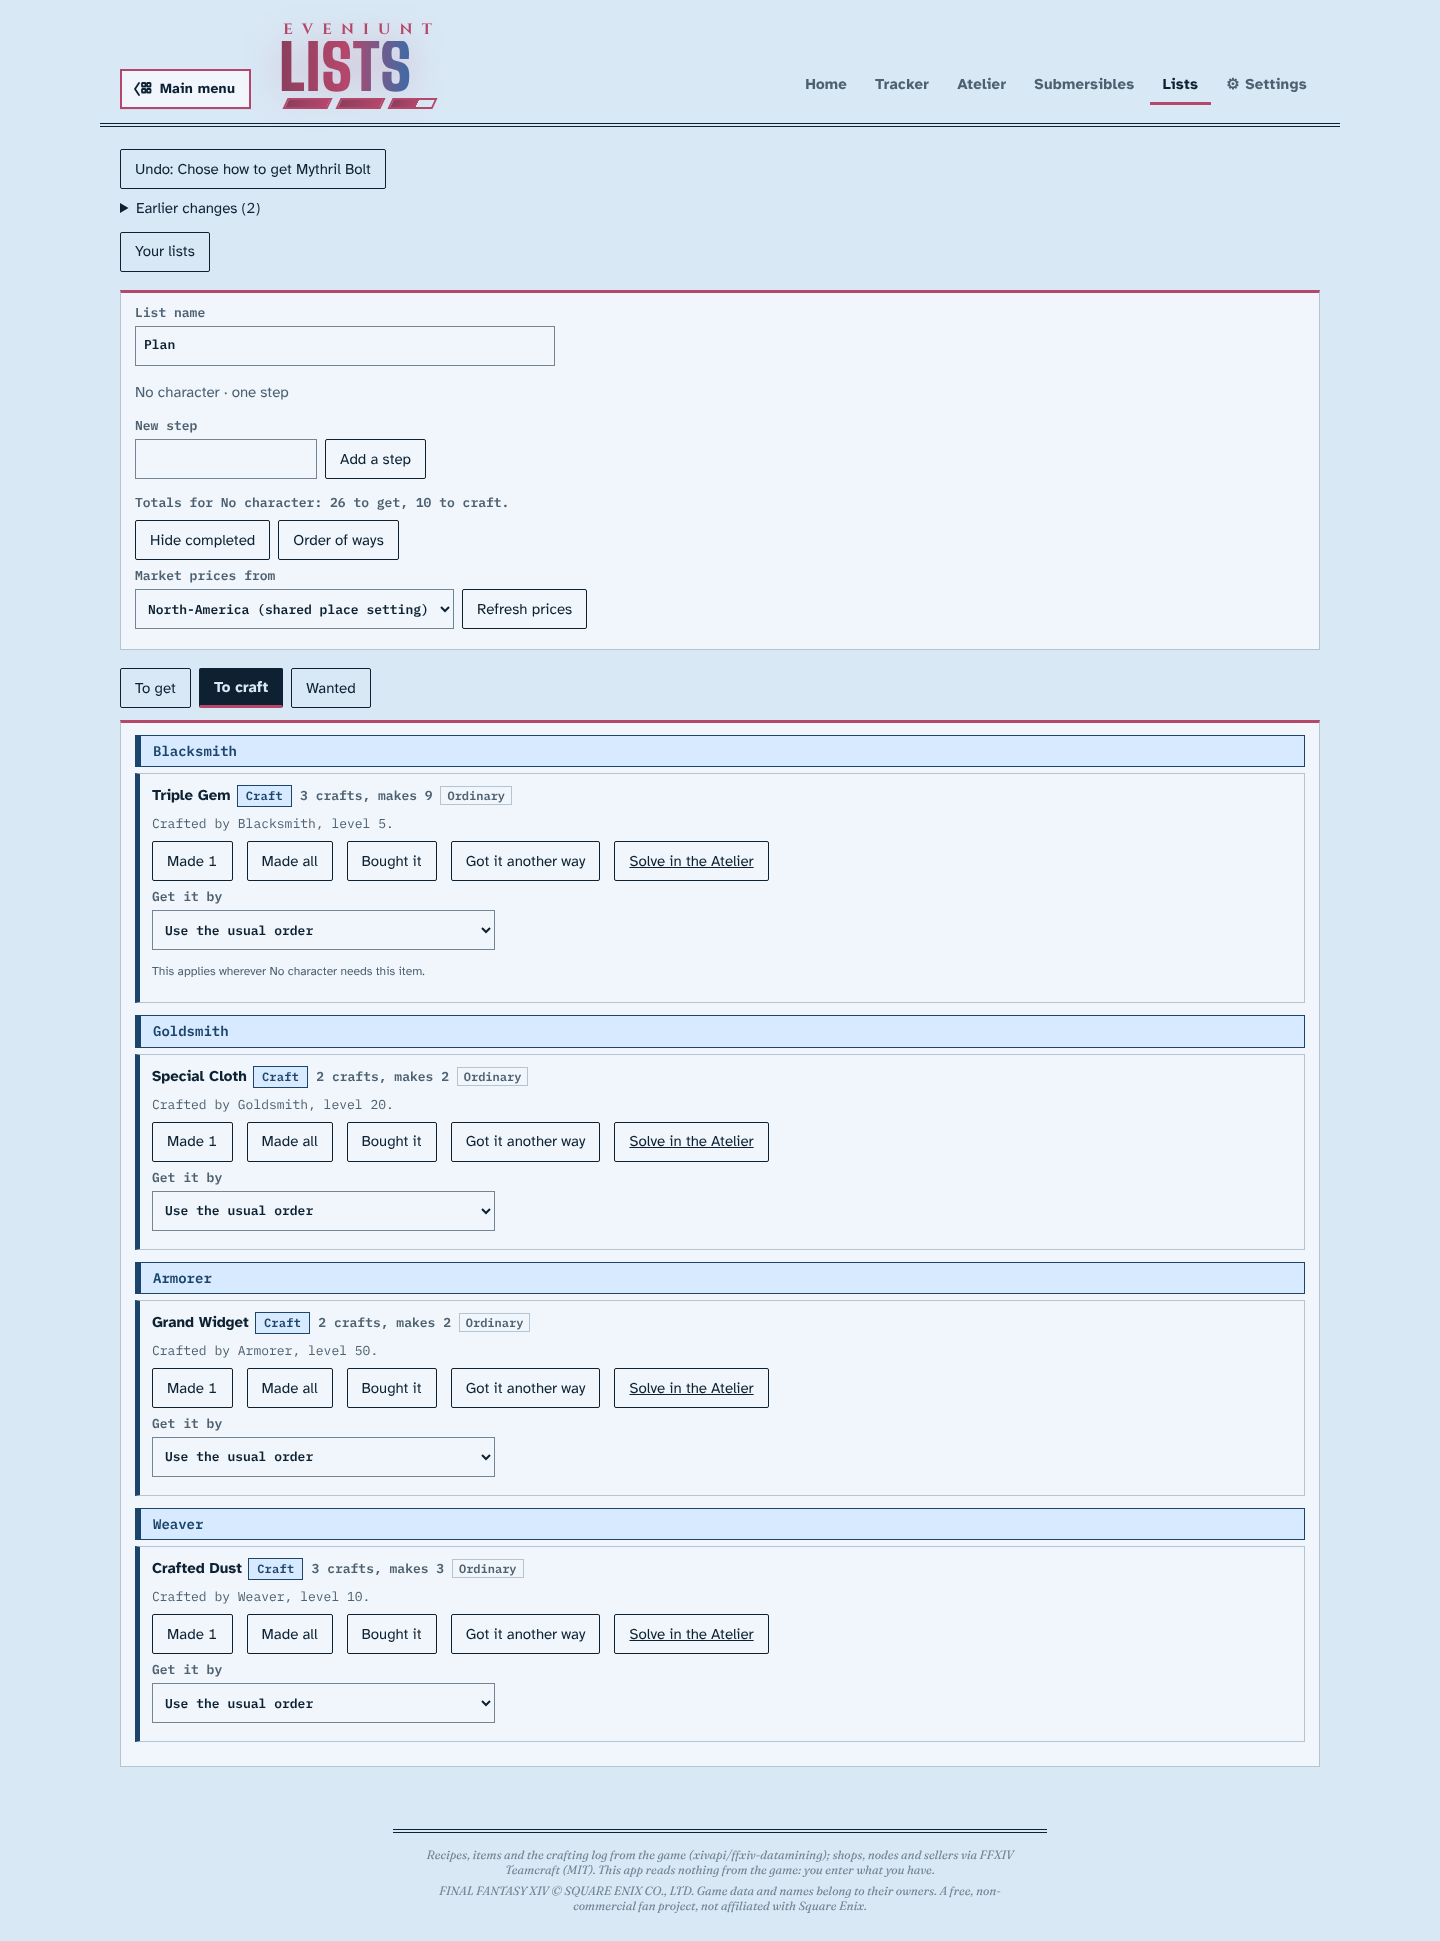 EVENIUNT
LISTS
Main menu
Home
Tracker
Atelier
Submersibles
Lists
⚙ Settings
Undo: Chose how to get Mythril Bolt
▶ Earlier changes (2)
Your lists
List name
Plan
No character · one step
New step
Add a step
Totals for No character: 26 to get, 10 to craft.
Hide completed
Order of ways
Market prices from
North-America (shared place setting)
Refresh prices
To get
To craft
Wanted
Blacksmith
Triple Gem Craft 3 crafts, makes 9 Ordinary
Crafted by Blacksmith, level 5.
Made 1
Made all
Bought it
Got it another way
Solve in the Atelier
Get it by
Use the usual order
This applies wherever No character needs this item.
Goldsmith
Special Cloth Craft 2 crafts, makes 2 Ordinary
Crafted by Goldsmith, level 20.
Made 1
Made all
Bought it
Got it another way
Solve in the Atelier
Get it by
Use the usual order
Armorer
Grand Widget Craft 2 crafts, makes 2 Ordinary
Crafted by Armorer, level 50.
Made 1
Made all
Bought it
Got it another way
Solve in the Atelier
Get it by
Use the usual order
Weaver
Crafted Dust Craft 3 crafts, makes 3 Ordinary
Crafted by Weaver, level 10.
Made 1
Made all
Bought it
Got it another way
Solve in the Atelier
Get it by
Use the usual order
Recipes, items and the crafting log from the game (xivapi/ffxiv-datamining); shops, nodes and sellers via FFXIV
Teamcraft (MIT). This app reads nothing from the game: you enter what you have.
FINAL FANTASY XIV © SQUARE ENIX CO., LTD. Game data and names belong to their owners. A free, non-
commercial fan project, not affiliated with Square Enix.